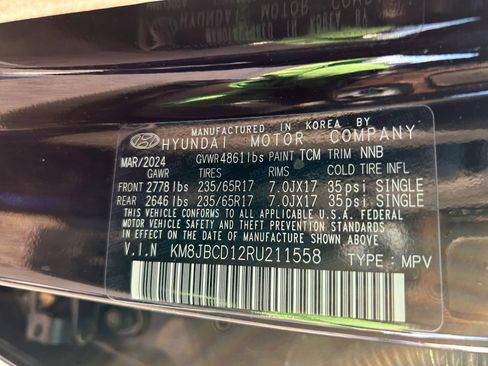 MANUFACTURED IN KOREA BY
HYUNDAI MOTOR COMPANY
MAR/2024 GVWR 4861lbs PAINT TCM TRIM NNB
GAWR TIRES RIMS COLD TIRE INFL
FRONT 2778lbs 235/65R17 7.0JX17 35psi SINGLE
REAR 2646lbs 235/65R17 7.0JX17 35psi SINGLE
THIS VEHICLE CONFORMS TO ALL APPLICABLE U.S.A. FEDERAL
MOTOR VEHICLE SAFETY, BUMPER, AND THEFT PREVENTION STANDARDS
IN EFFECT ON THE DATE OF MANUFACTURE SHOWN ABOVE.
V.I.N KM8JBCD12RU211558
TYPE: MPV